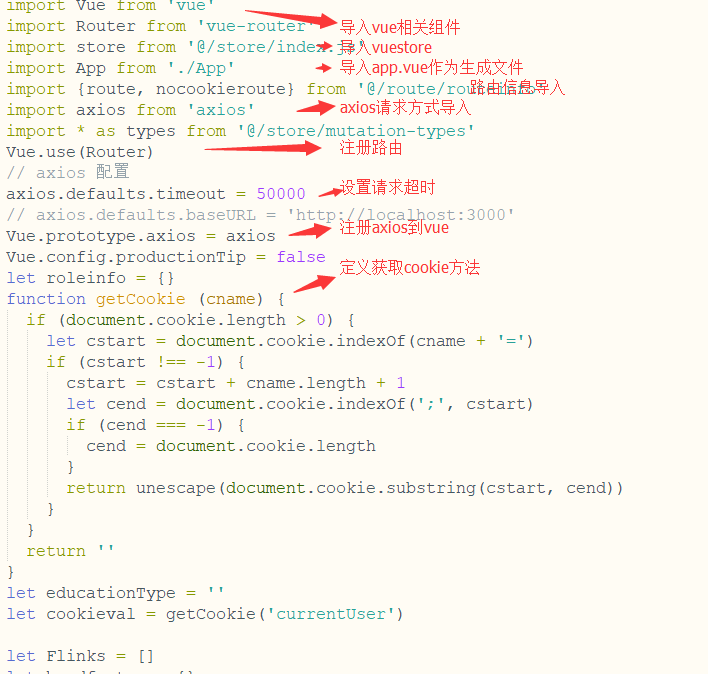 import Vue from 'vue'
import Router from 'vue-router' 导入vue相关组件
import store from '@/store/index.js' 导入vuestore
import App from './App' 导入app.vue作为生成文件
import {route, nocookieroute} from '@/route/ 路由信息导入
import axios from 'axios' axios请求方式导入
import * as types from '@/store/mutation-types'
Vue.use(Router) 注册路由
// axios 配置
axios.defaults.timeout = 50000 设置请求超时
// axios.defaults.baseURL = 'http://localhost:3000'
Vue.prototype.axios = axios 注册axios到vue
Vue.config.productionTip = false
let roleinfo = {} 定义获取cookie方法
function getCookie (cname) {
if (document.cookie.length > 0) {
let cstart = document.cookie.indexOf(cname + '=')
if (cstart !== -1) {
cstart = cstart + cname.length + 1
let cend = document.cookie.indexOf(';', cstart)
if (cend === -1) {
cend = document.cookie.length
}
return unescape(document.cookie.substring(cstart, cend))
}
}
return ''
}
let educationType = ''
let cookieval = getCookie('currentUser')
let Flinks = []